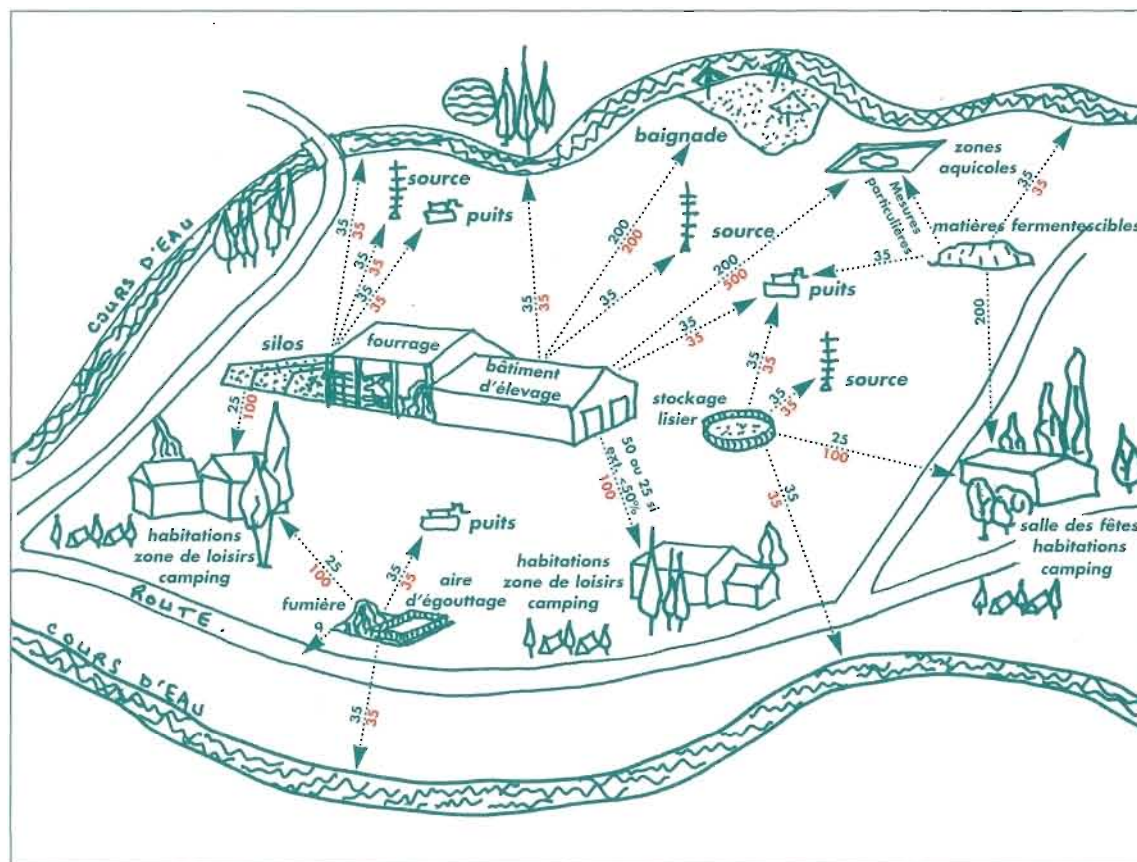 baignade
zones
aquicoles
35
35
source
puits
COURS D'EAU
35
35
35
35
35
35
35
35
200
200
source
35
200
500
Mesures
particulières
matières fermentescibles
35
puits
35
35
35
35
200
silos
fourrage
bâtiment
d'élevage
stockage
lisier
35
35
source
25
100
25
100
50 ou 25 si
ext. <50%
100
35
35
salle des fêtes
habitations
camping
habitations
zone de loisirs
camping
puits
25
100
35
35
aire
d'égouttage
fumière
9
habitations
zone de loisirs
camping
ROUTE.
COURS D'EAU
35
35